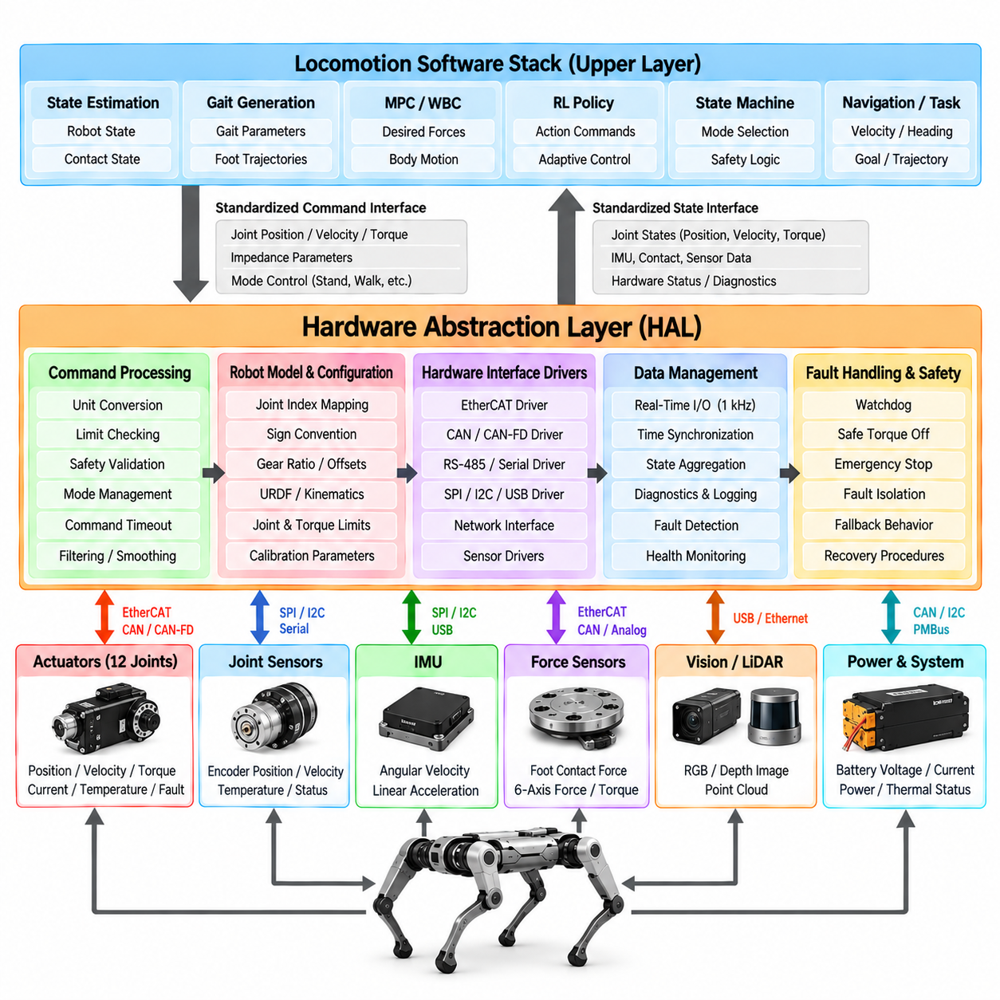 Locomotion Software Stack (Upper Layer)
State Estimation
Robot State
Contact State
Gait Generation
Gait Parameters
Foot Trajectories
MPC / WBC
Desired Forces
Body Motion
RL Policy
Action Commands
Adaptive Control
State Machine
Mode Selection
Safety Logic
Navigation / Task
Velocity / Heading
Goal / Trajectory
Standardized Command Interface
Joint Position / Velocity / Torque
Impedance Parameters
Mode Control (Stand, Walk, etc.)
Standardized State Interface
Joint States (Position, Velocity, Torque)
IMU, Contact, Sensor Data
Hardware Status / Diagnostics
Hardware Abstraction Layer (HAL)
Command Processing
Unit Conversion
Limit Checking
Safety Validation
Mode Management
Command Timeout
Filtering / Smoothing
Robot Model & Configuration
Joint Index Mapping
Sign Convention
Gear Ratio / Offsets
URDF / Kinematics
Joint & Torque Limits
Calibration Parameters
Hardware Interface Drivers
EtherCAT Driver
CAN / CAN-FD Driver
RS-485 / Serial Driver
SPI / I2C / USB Driver
Network Interface
Sensor Drivers
Data Management
Real-Time I/O (1 kHz)
Time Synchronization
State Aggregation
Diagnostics & Logging
Fault Detection
Health Monitoring
Fault Handling & Safety
Watchdog
Safe Torque Off
Emergency Stop
Fault Isolation
Fallback Behavior
Recovery Procedures
EtherCAT
CAN / CAN-FD
SPI / I2C
Serial
SPI / I2C
USB
EtherCAT
CAN / Analog
USB / Ethernet
CAN / I2C
PMBus
Actuators (12 Joints)
Position / Velocity / Torque
Current / Temperature / Fault
Joint Sensors
Encoder Position / Velocity
Temperature / Status
IMU
Angular Velocity
Linear Acceleration
Force Sensors
Foot Contact Force
6-Axis Force / Torque
Vision / LiDAR
RGB / Depth Image
Point Cloud
Power & System
Battery Voltage / Current
Power / Thermal Status